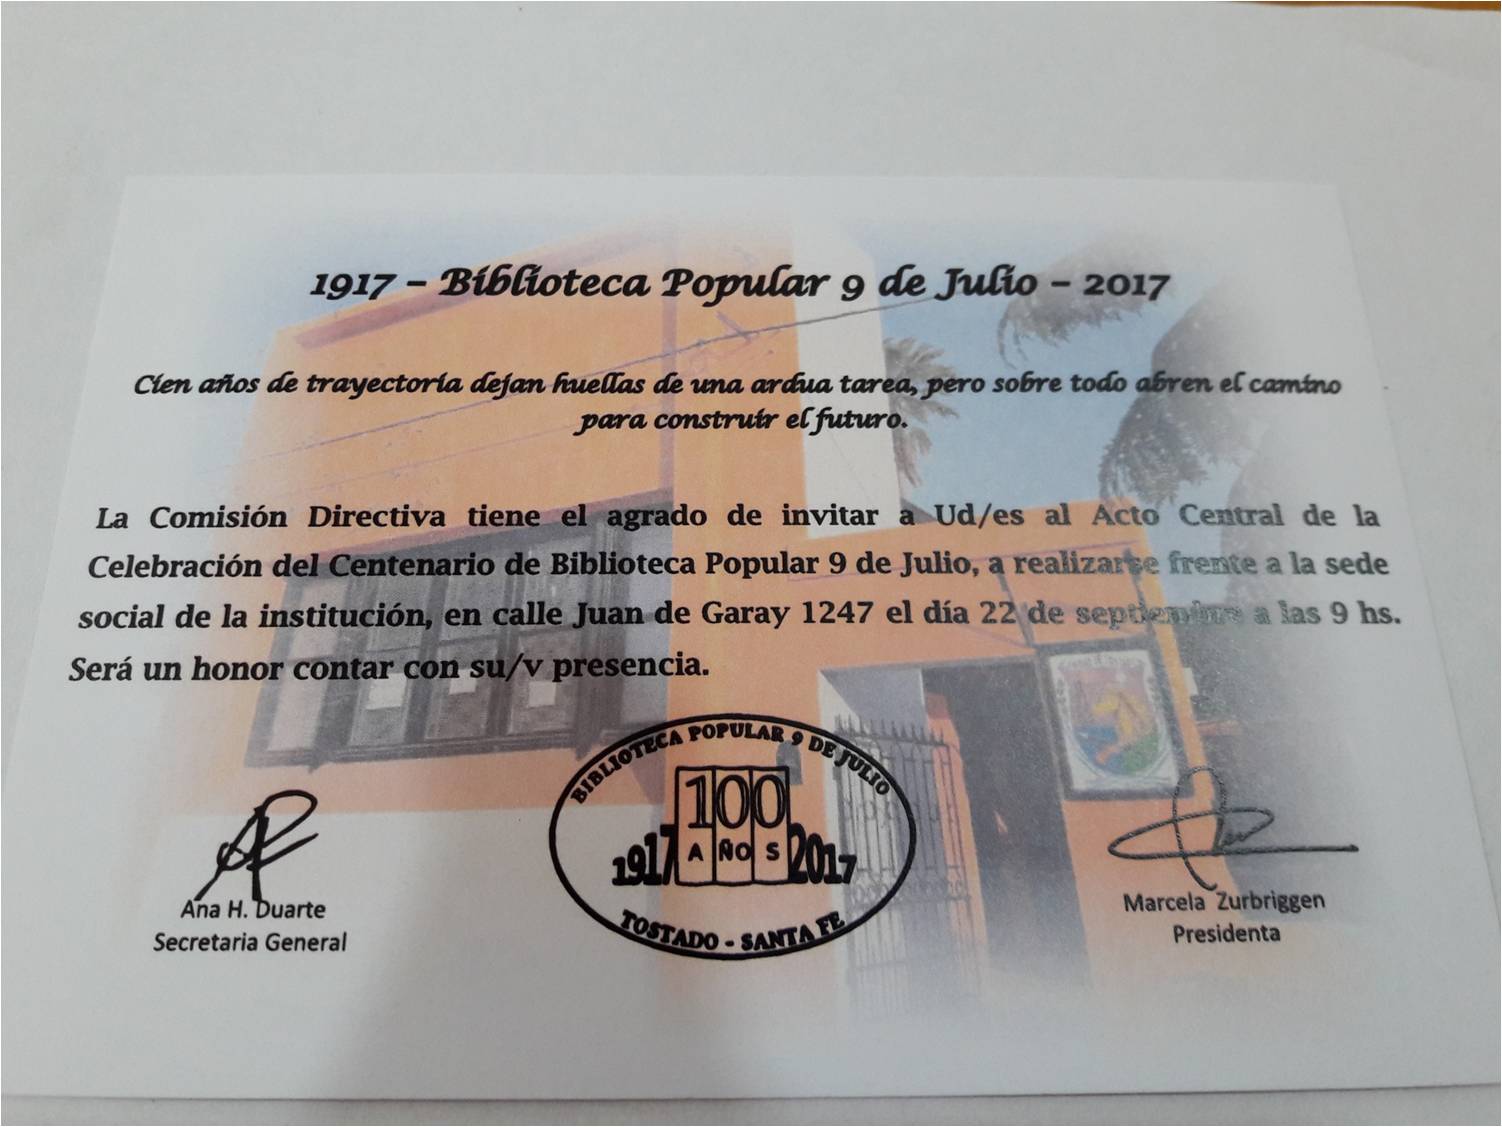 1917 – Biblioteca Popular 9 de Julio – 2017
Cien años de trayectoria dejan huellas de una ardua tarea, pero sobre todo abren el camino
para construir el futuro.
La Comisión Directiva tiene el agrado de invitar a Ud/es al Acto Central de la
Celebración del Centenario de Biblioteca Popular 9 de Julio, a realizarse frente a la sede
social de la institución, en calle Juan de Garay 1247 el día 22 de septiembre a las 9 hs.
Será un honor contar con su/v presencia.
BIBLIOTECA POPULAR 9 DE JULIO
100
1917 AÑOS 2017
TOSTADO - SANTA FE
Ana H. Duarte
Secretaria General
Marcela Zurbriggen
Presidenta